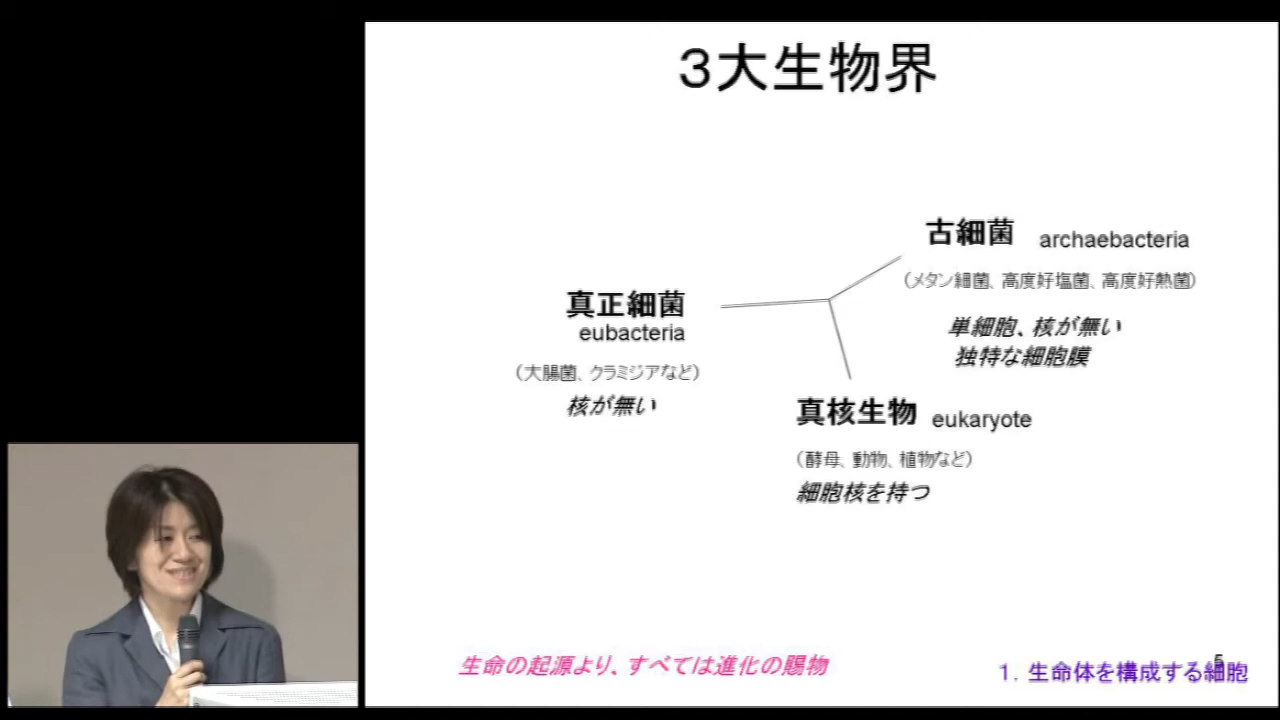 3大生物界
古細菌 archaebacteria
(メタン細菌、高度好塩菌、高度好熱菌)
単細胞、核が無い
独特な細胞膜
真正細菌
eubacteria
(大腸菌、クラミジアなど)
核が無い
真核生物 eukaryote
(酵母、動物、植物など)
細胞核を持つ
生命の起源より、すべては進化の賜物
1. 生命体を構成する細胞
5